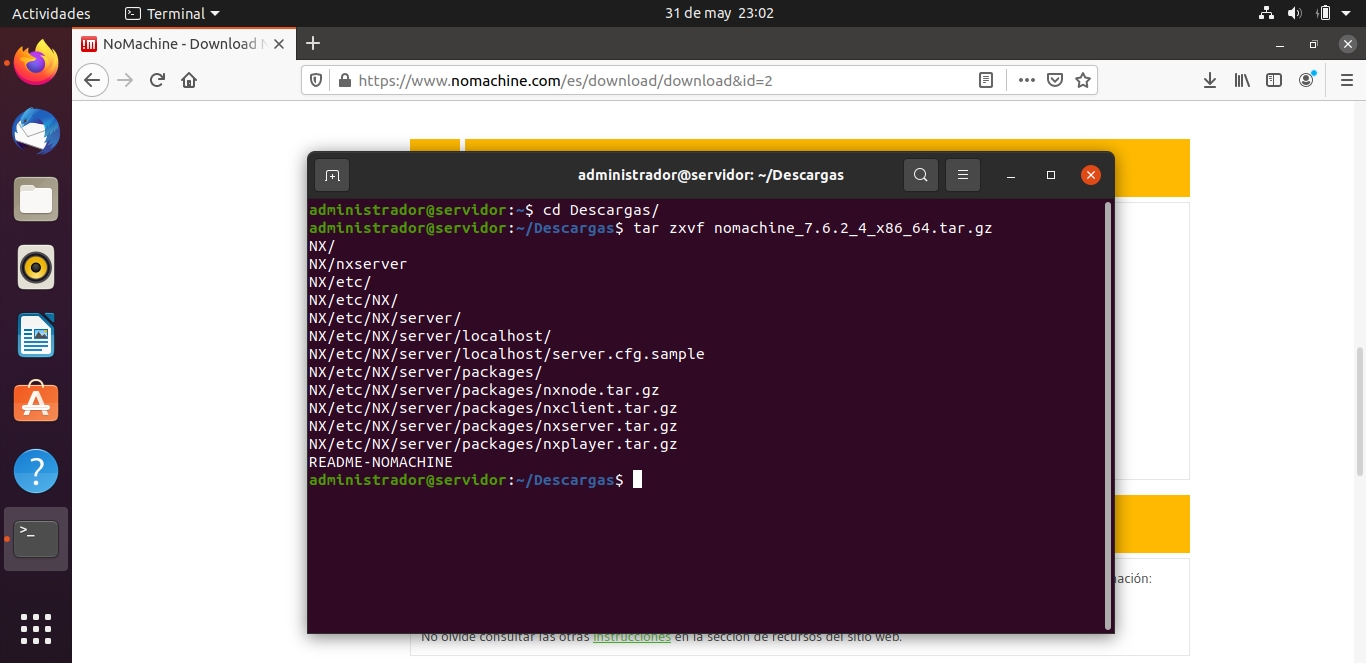 Actividades
Terminal
31 de may 23:02
NoMachine - Download N
https://www.nomachine.com/es/download/download&id=2
administrador@servidor: ~/Descargas
administrador@servidor:~$ cd Descargas/
administrador@servidor:~/Descargas$ tar zxvf nomachine_7.6.2_4_x86_64.tar.gz
NX/
NX/nxserver
NX/etc/
NX/etc/NX/
NX/etc/NX/server/
NX/etc/NX/server/localhost/
NX/etc/NX/server/localhost/server.cfg.sample
NX/etc/NX/server/packages/
NX/etc/NX/server/packages/nxnode.tar.gz
NX/etc/NX/server/packages/nxclient.tar.gz
NX/etc/NX/server/packages/nxserver.tar.gz
NX/etc/NX/server/packages/nxplayer.tar.gz
README-NOMACHINE
administrador@servidor:~/Descargas$
mación:
No olvide consultar las otras instrucciones en la sección de recursos del sitio web.